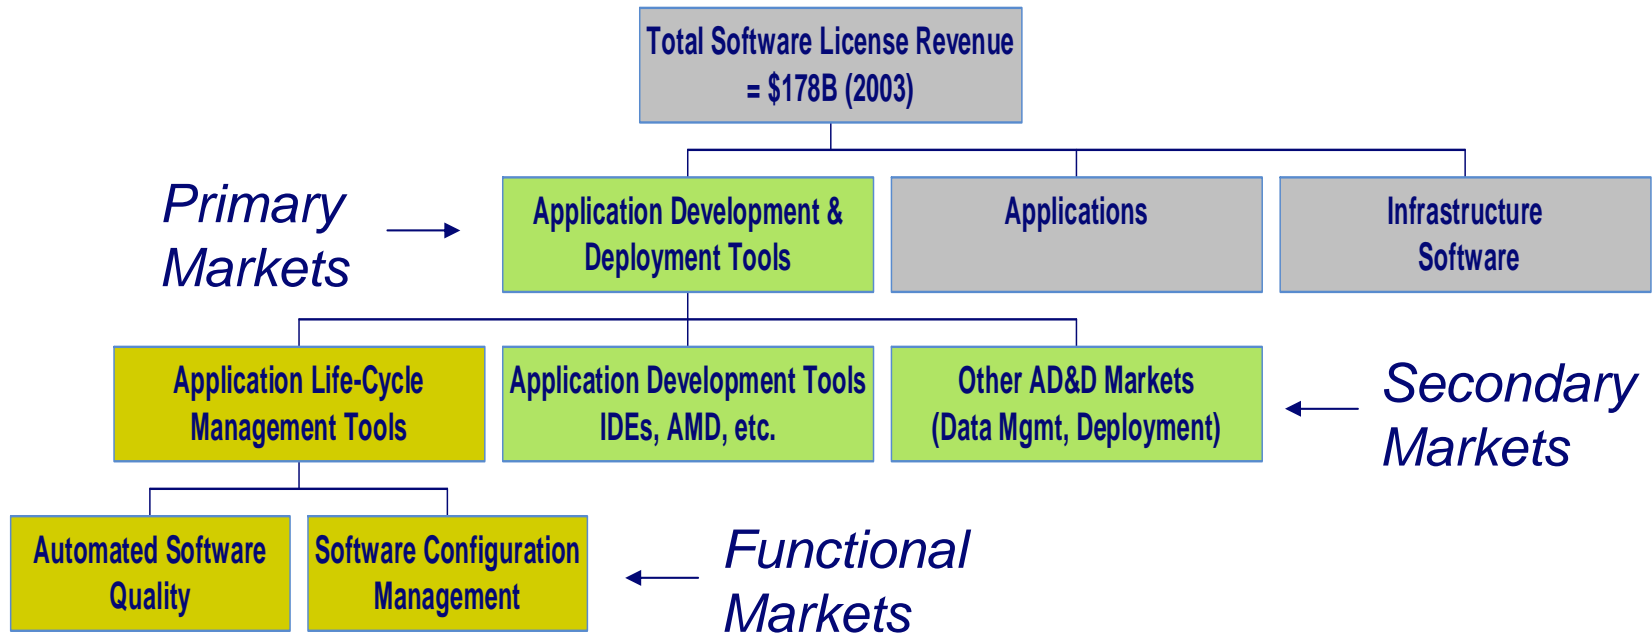 Total Software License Revenue
= $178B (2003)
Primary
Markets
Application Development &
Deployment Tools
Applications
Infrastructure
Software
Application Life-Cycle
Management Tools
Application Development Tools
IDEs, AMD, etc.
Other AD&D Markets
(Data Mgmt, Deployment)
Secondary
Markets
Automated Software
Quality
Software Configuration
Management
Functional
Markets